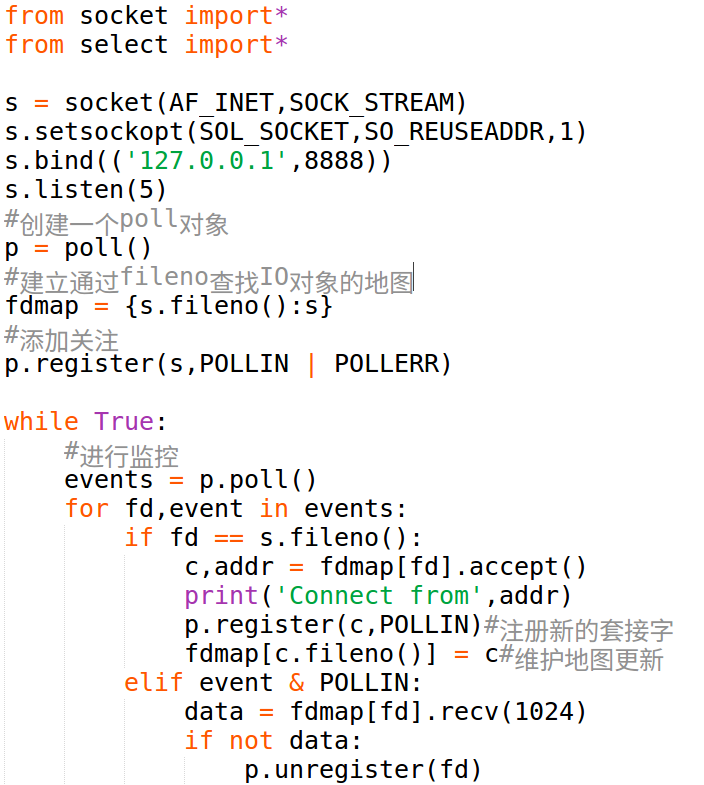 from socket import*
from select import*

s = socket(AF_INET,SOCK_STREAM)
s.setsockopt(SOL_SOCKET,SO_REUSEADDR,1)
s.bind(('127.0.0.1',8888))
s.listen(5)
#创建一个poll对象
p = poll()
#建立通过fileno查找IO对象的地图
fdmap = {s.fileno():s}
#添加关注
p.register(s,POLLIN | POLLERR)

while True:
    #进行监控
    events = p.poll()
    for fd,event in events:
        if fd == s.fileno():
            c,addr = fdmap[fd].accept()
            print('Connect from',addr)
            p.register(c,POLLIN)#注册新的套接字
            fdmap[c.fileno()] = c#维护地图更新
        elif event & POLLIN:
            data = fdmap[fd].recv(1024)
            if not data:
                p.unregister(fd)